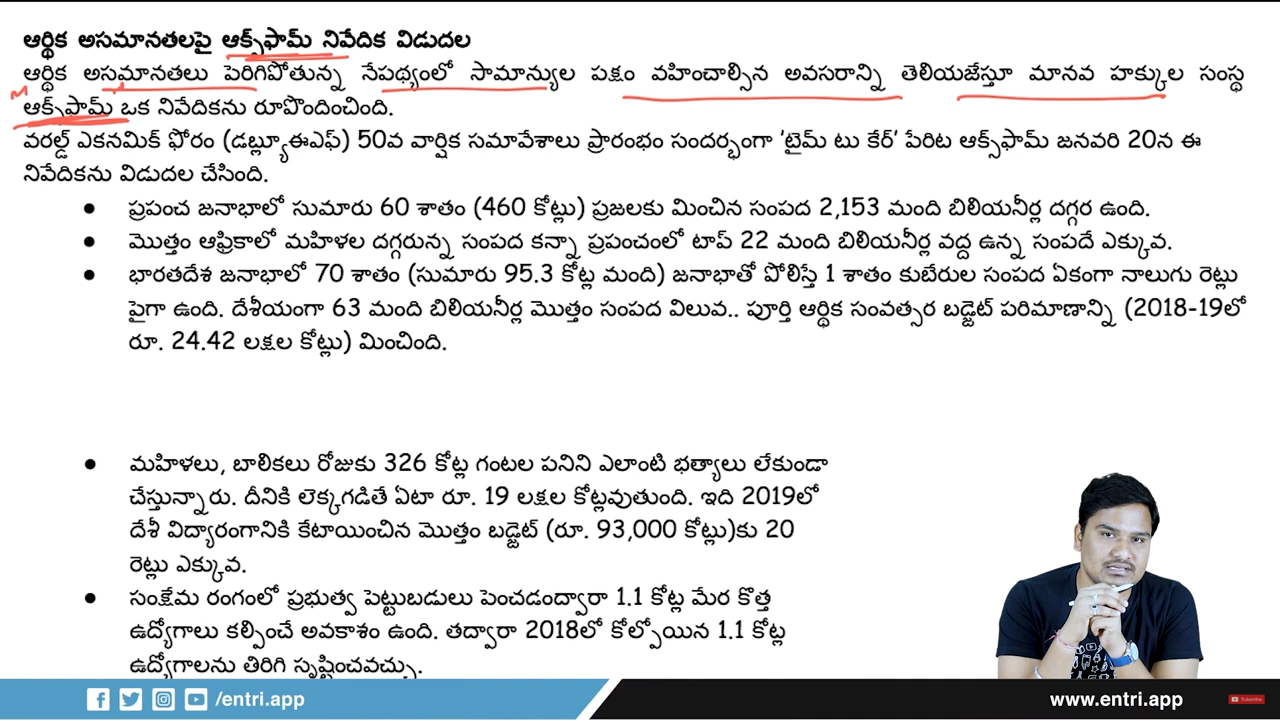 ఆర్థిక అసమానతలపై ఆక్స్‌ఫామ్ నివేదిక విడుదల
ఆర్థిక అసమానతలు పెరిగిపోతున్న నేపథ్యంలో సామాన్యుల పక్షం వహించాల్సిన అవసరాన్ని తెలియజేస్తూ మానవ హక్కుల సంస్థ
ఆక్స్‌ఫామ్ ఒక నివేదికను రూపొందించింది.
వరల్డ్ ఎకనమిక్ ఫోరం (డబ్ల్యూఈఎఫ్) 50వ వార్షిక సమావేశాలు ప్రారంభం సందర్భంగా ‘టైమ్ టు కేర్’ పేరిట ఆక్స్‌ఫామ్ జనవరి 20న ఈ
నివేదికను విడుదల చేసింది.
● ప్రపంచ జనాభాలో సుమారు 60 శాతం (460 కోట్లు) ప్రజలకు మించిన సంపద 2,153 మంది బిలియనీర్ల దగ్గర ఉంది.
● మొత్తం ఆఫ్రికాలో మహిళల దగ్గరున్న సంపద కన్నా ప్రపంచంలో టాప్ 22 మంది బిలియనీర్ల వద్ద ఉన్న సంపదే ఎక్కువ.
● భారతదేశ జనాభాలో 70 శాతం (సుమారు 95.3 కోట్ల మంది) జనాభాతో పోలిస్తే 1 శాతం కుబేరుల సంపద ఏకంగా నాలుగు రెట్లు
పైగా ఉంది. దేశీయంగా 63 మంది బిలియనీర్ల మొత్తం సంపద విలువ.. పూర్తి ఆర్థిక సంవత్సర బడ్జెట్ పరిమాణాన్ని (2018-19లో
రూ. 24.42 లక్షల కోట్లు) మించింది.
● మహిళలు, బాలికలు రోజుకు 326 కోట్ల గంటల పనిని ఎలాంటి భత్యాలు లేకుండా
చేస్తున్నారు. దీనికి లెక్కగడితే ఏటా రూ. 19 లక్షల కోట్లవుతుంది. ఇది 2019లో
దేశీ విద్యారంగానికి కేటాయించిన మొత్తం బడ్జెట్ (రూ. 93,000 కోట్లు)కు 20
రెట్లు ఎక్కువ.
● సంక్షేమ రంగంలో ప్రభుత్వ పెట్టుబడులు పెంచడంద్వారా 1.1 కోట్ల మేర కొత్త
ఉద్యోగాలు కల్పించే అవకాశం ఉంది. తద్వారా 2018లో కోల్పోయిన 1.1 కోట్ల
ఉద్యోగాలను తిరిగి సృష్టించవచ్చు.
/entri.app
www.entri.app
Subscribe